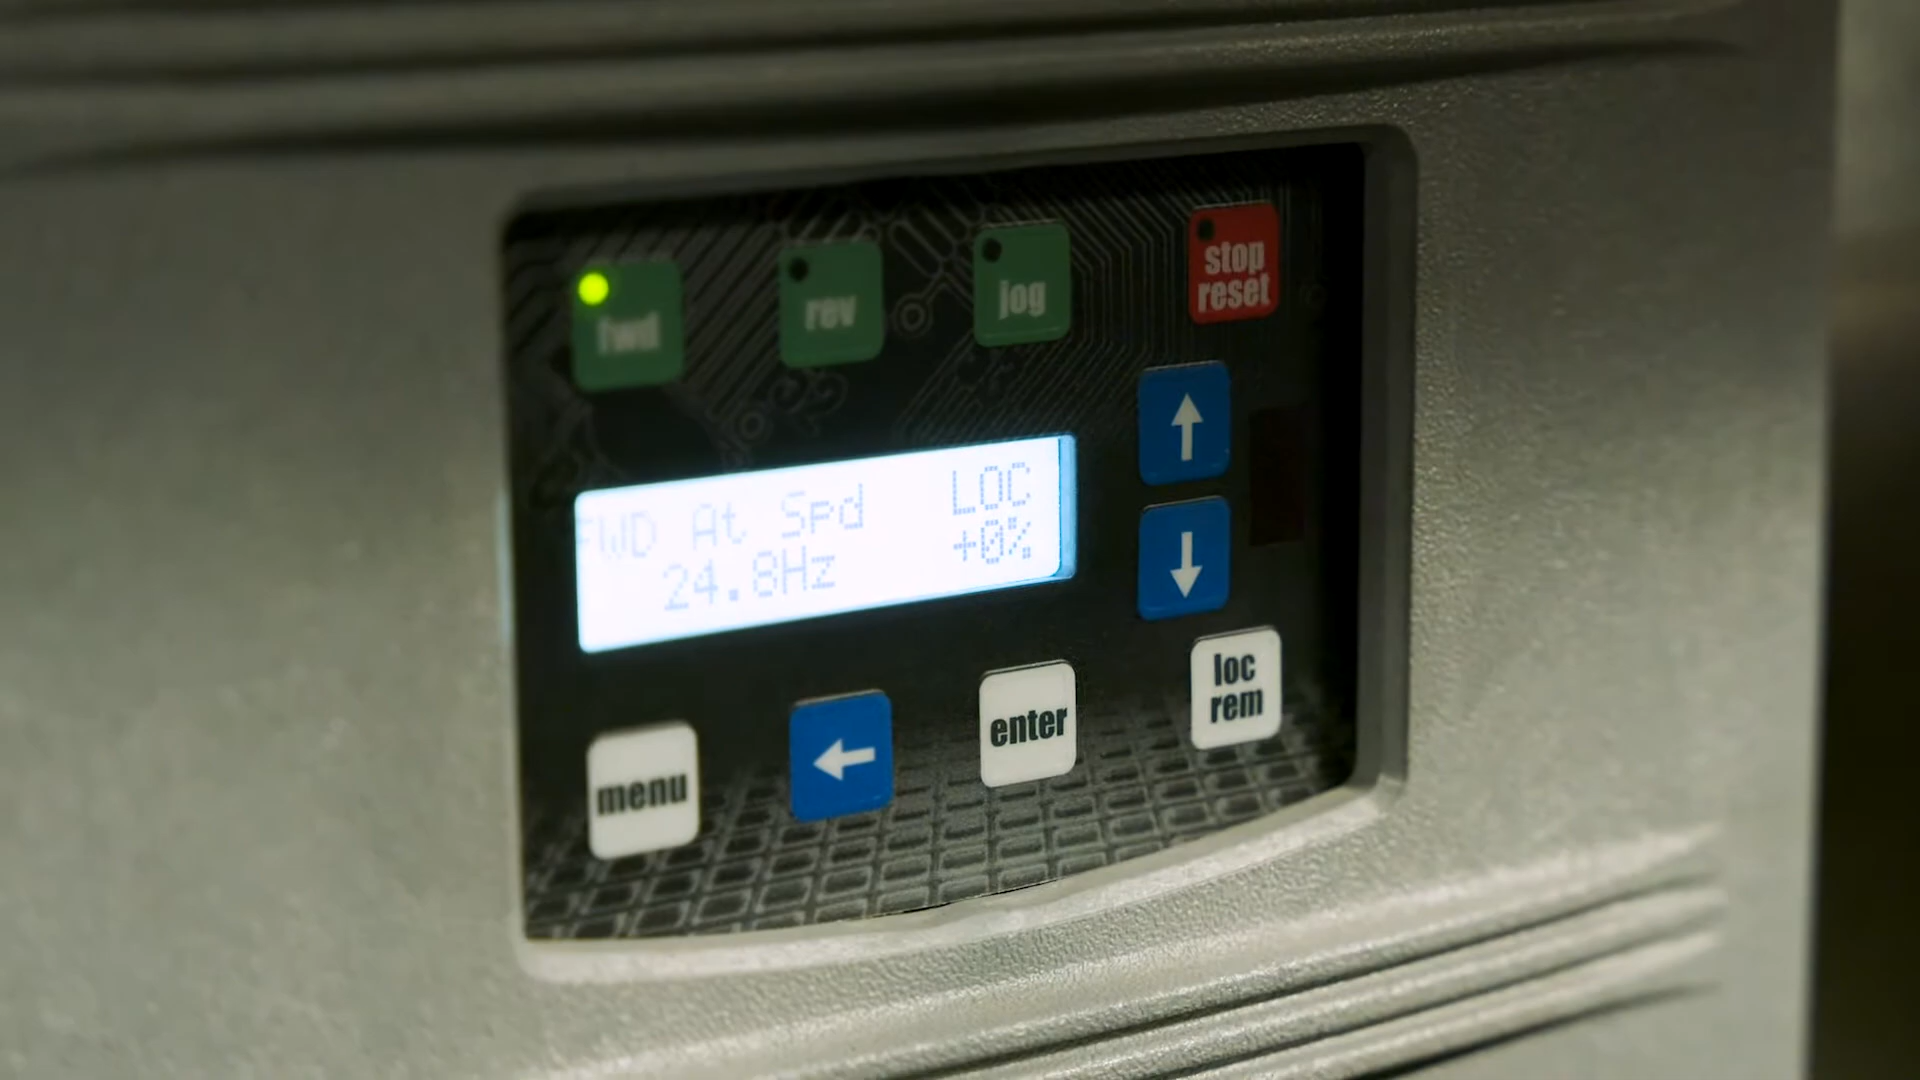 fwd
rev
jog
stop
reset
FWD At Spd LOC
24.8Hz +0%
menu
enter
loc
rem